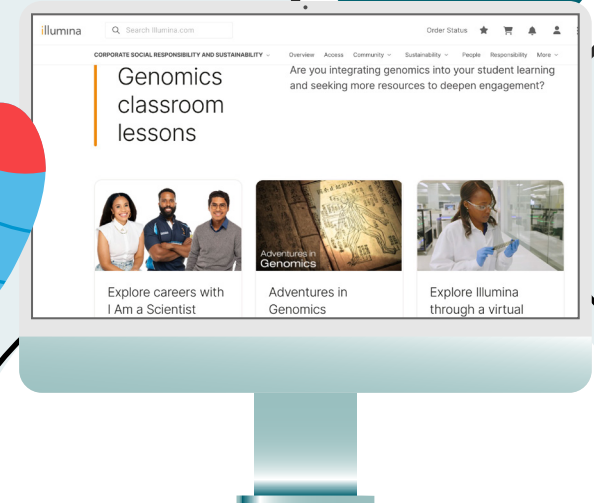 illumina
Search Illumina.com
Order Status
CORPORATE SOCIAL RESPONSIBILITY AND SUSTAINABILITY
Overview Access Community Sustainability People Responsibility More
Genomics
classroom
lessons
Are you integrating genomics into your student learning
and seeking more resources to deepen engagement?
Adventures in
Genomics
Explore careers with
I Am a Scientist
Adventures in
Genomics
Explore Illumina
through a virtual